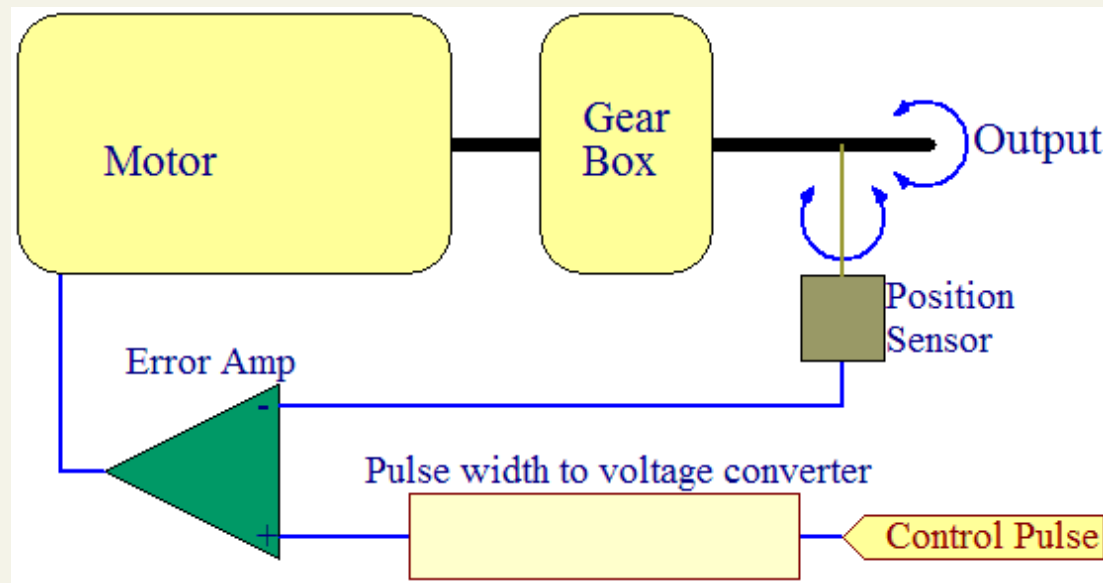 Motor
Gear
Box
Output
Position
Sensor
Error Amp
-
+
Pulse width to voltage converter
Control Pulse